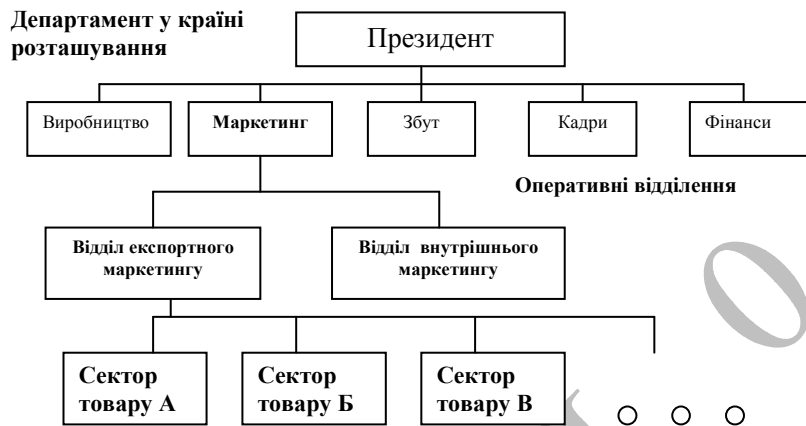 Департамент у країні
розташування
Президент
Виробництво
Маркетинг
Збут
Кадри
Фінанси
Оперативні відділення
Відділ експортного
маркетингу
Відділ внутрішнього
маркетингу
Сектор
товару А
Сектор
товару Б
Сектор
товару В